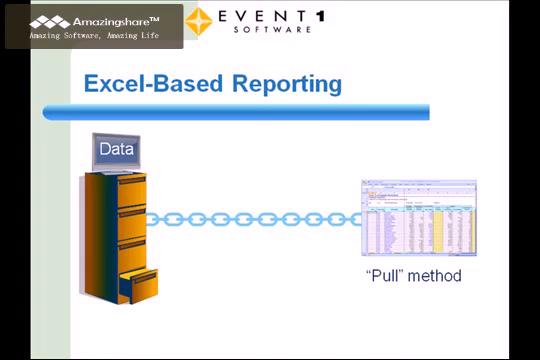 Amazingshare™
Amazing Software, Amazing Life
EVENT 1
SOFTWARE
Excel-Based Reporting
Data
“Pull” method